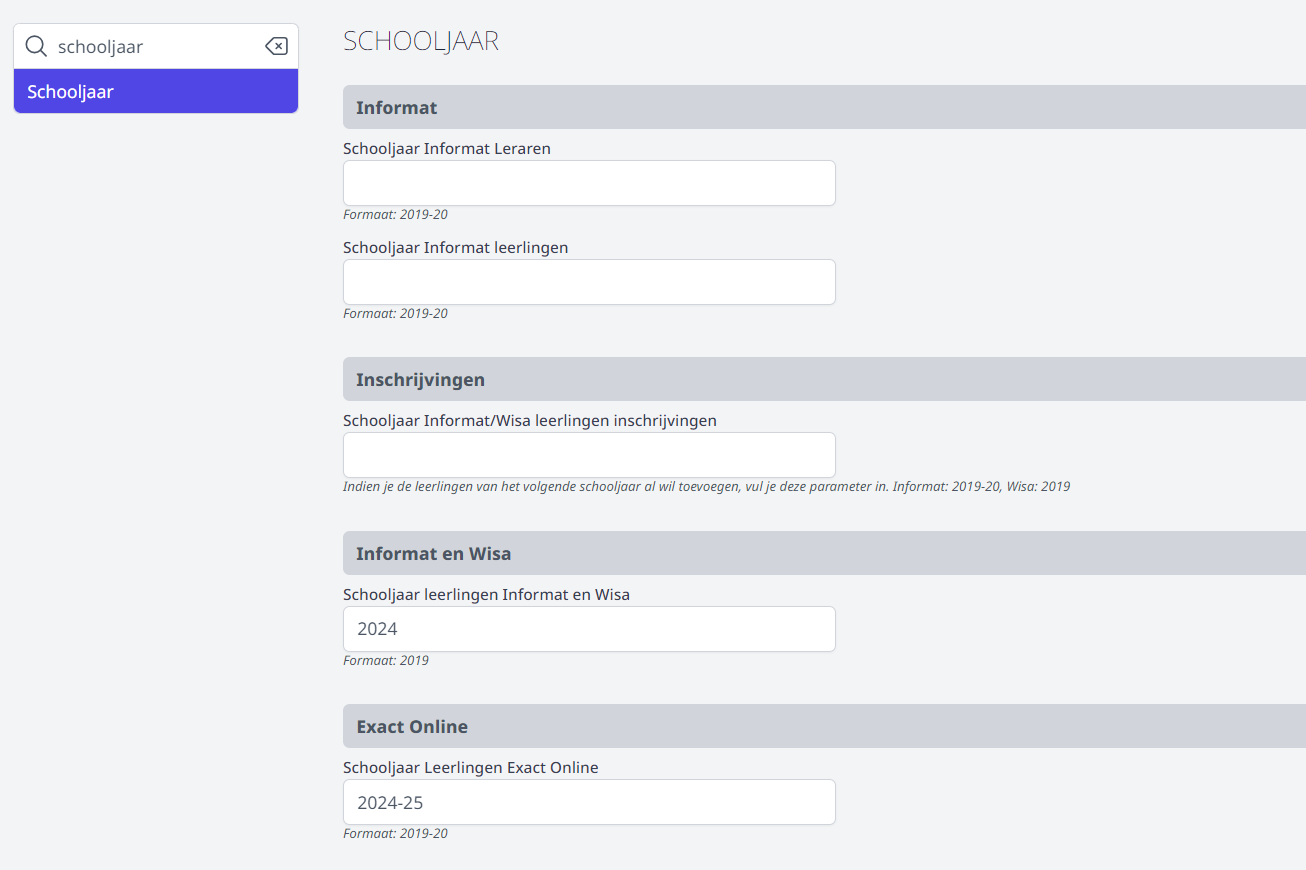 schooljaar
Schooljaar
SCHOOLJAAR
Informat
Schooljaar Informat Leraren
Formaat: 2019-20
Schooljaar Informat leerlingen
Formaat: 2019-20
Inschrijvingen
Schooljaar Informat/Wisa leerlingen inschrijvingen
Indien je de leerlingen van het volgende schooljaar al wil toevoegen, vul je deze parameter in. Informat: 2019-20, Wisa: 2019
Informat en Wisa
Schooljaar leerlingen Informat en Wisa
2024
Formaat: 2019
Exact Online
Schooljaar Leerlingen Exact Online
2024-25
Formaat: 2019-20